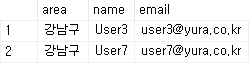 area name email
1 강남구 User3 user3@yura.co.kr
2 강남구 User7 user7@yura.co.kr